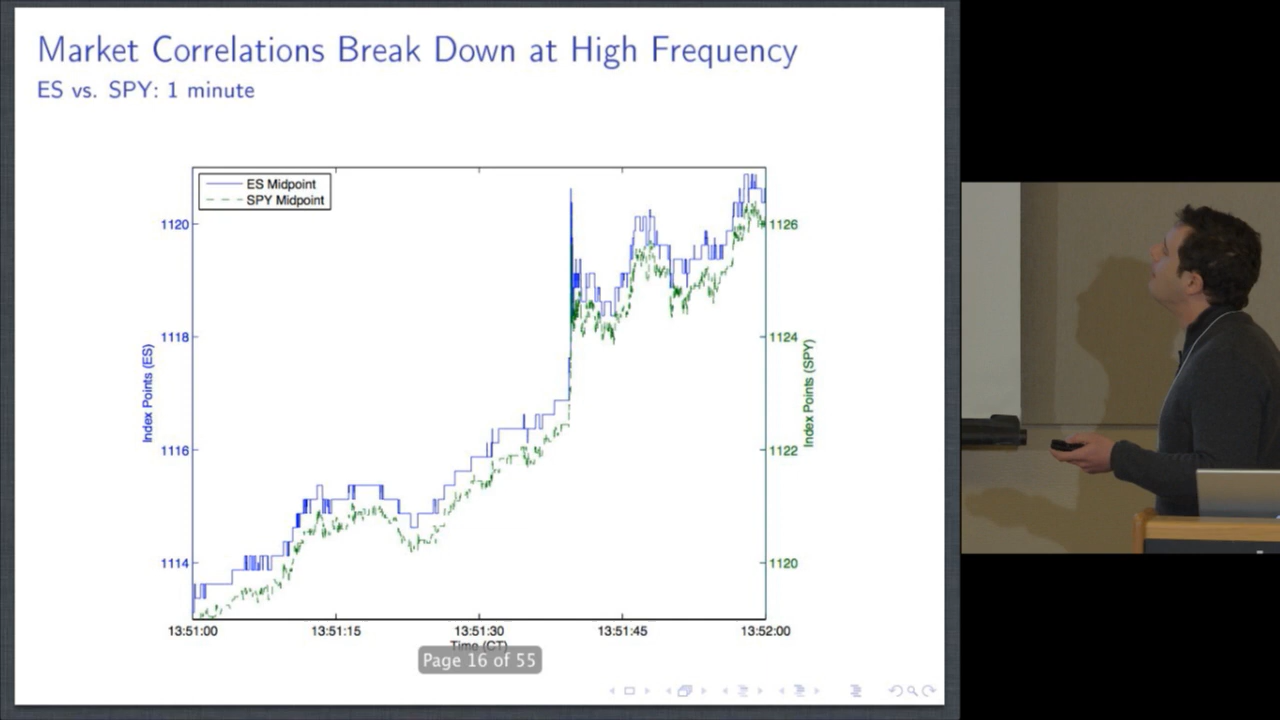 Market Correlations Break Down at High Frequency
ES vs. SPY: 1 minute
ES Midpoint
SPY Midpoint
1120
1118
1116
1114
Index Points (ES)
1126
1124
1122
1120
Index Points (SPY)
13:51:00
13:51:15
13:51:30
13:51:45
13:52:00
Time (CT)
Page 16 of 55